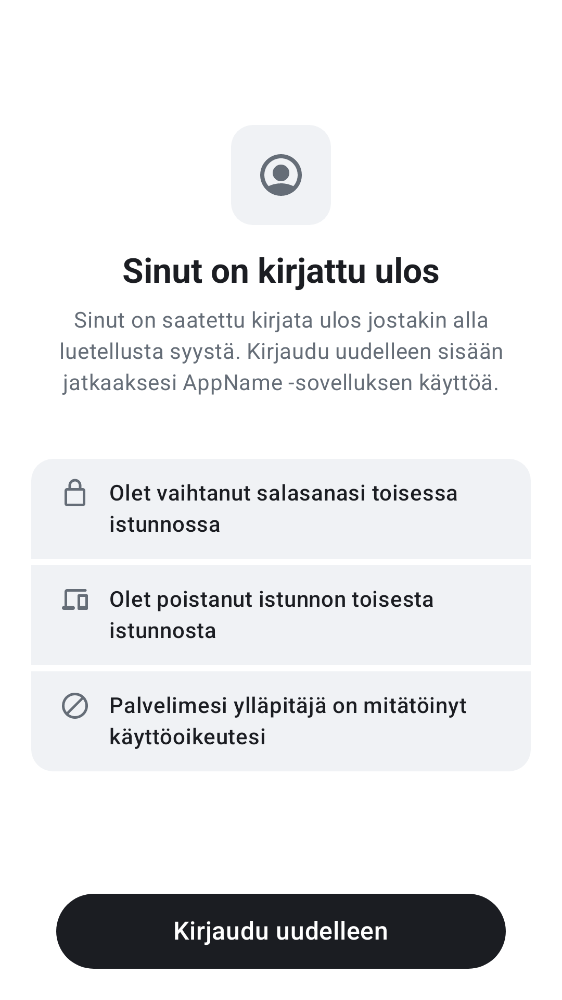 Sinut on kirjattu ulos
Sinut on saatettu kirjata ulos jostakin alla
luetellusta syystä. Kirjaudu uudelleen sisään
jatkaaksesi AppName -sovelluksen käyttöä.
Olet vaihtanut salasanasi toisessa
istunnossa
Olet poistanut istunnon toisesta
istunnosta
Palvelimesi ylläpitäjä on mitätöinyt
käyttöoikeutesi
Kirjaudu uudelleen